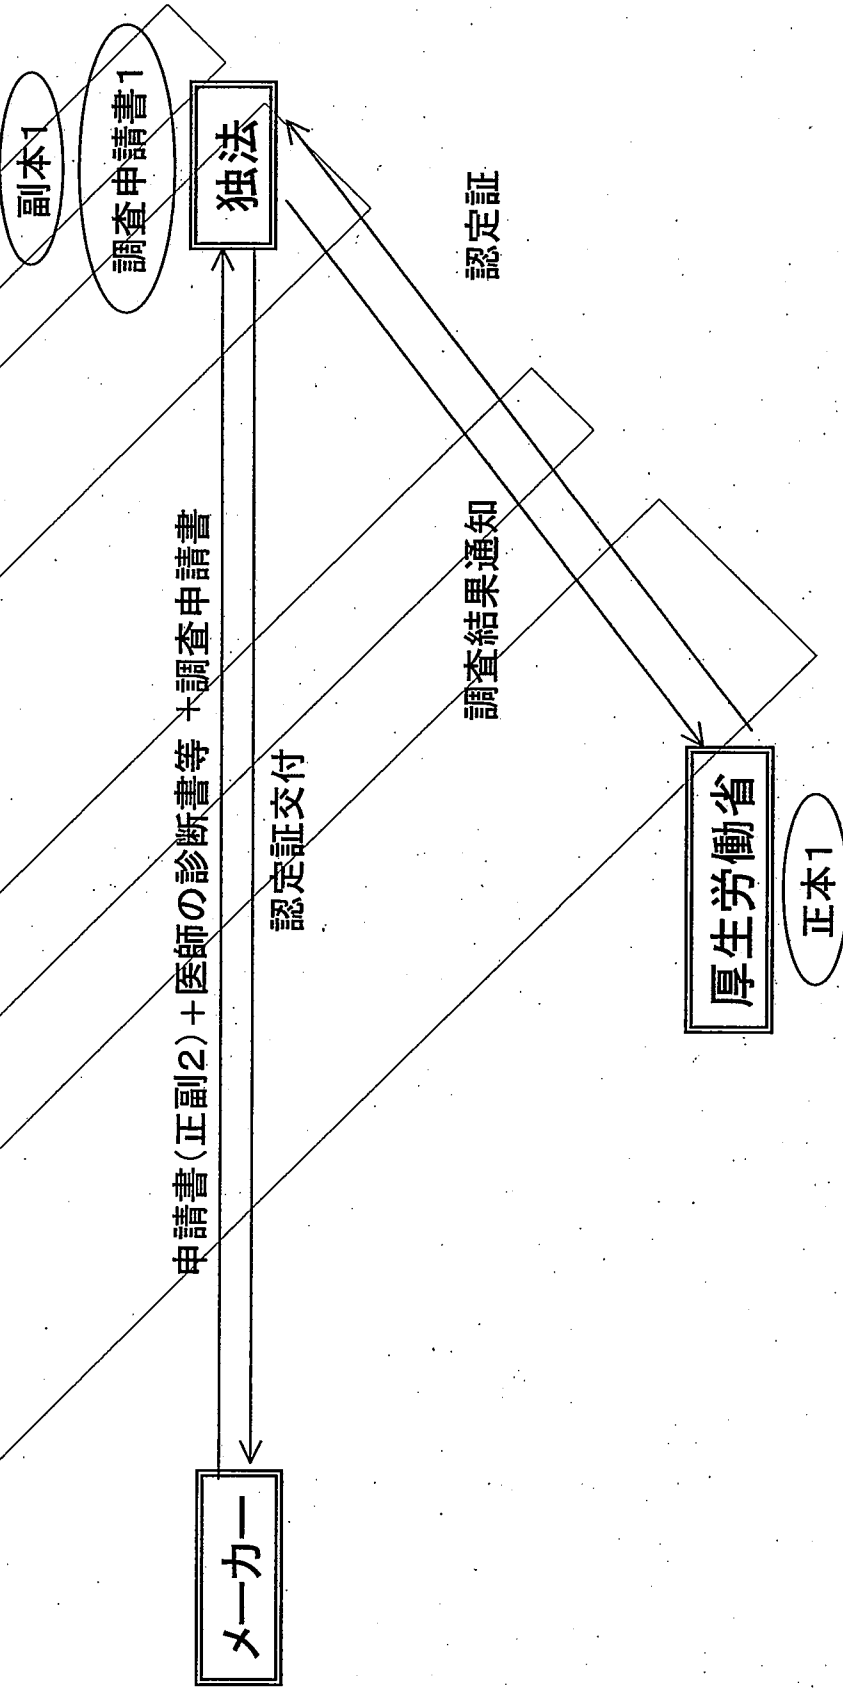 副本1
調査申請書1
独法
申請書(正副2)+医師の診断書等 +調査申請書
認定証交付
認定証
調査結果通知
メーカー
厚生労働省
正本1